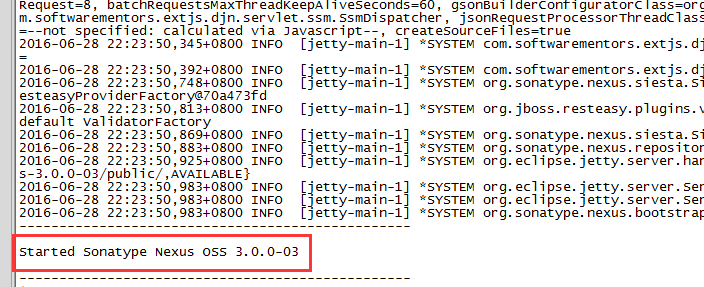 Request=8, batchRequestsMaxThreadKeepAliveSeconds=60, gsonBuilderConfiguratorClass=org
m.softwarementors.extjs.djn.servlet.ssm.SsmDispatcher, jsonRequestProcessorThreadClass
=--not specified: calculated via Javascript--, createSourceFiles=true
2016-06-28 22:23:50,345+0800 INFO  [jetty-main-1] *SYSTEM com.softwarementors.extjs.dj
=
2016-06-28 22:23:50,392+0800 INFO  [jetty-main-1] *SYSTEM com.softwarementors.extjs.dj
2016-06-28 22:23:50,748+0800 INFO  [jetty-main-1] *SYSTEM org.sonatype.nexus.siesta.Si
esteasyProviderFactory@70a473fd
2016-06-28 22:23:50,813+0800 INFO  [jetty-main-1] *SYSTEM org.jboss.resteasy.plugins.v
default ValidatorFactory
2016-06-28 22:23:50,869+0800 INFO  [jetty-main-1] *SYSTEM org.sonatype.nexus.siesta.Si
2016-06-28 22:23:50,883+0800 INFO  [jetty-main-1] *SYSTEM org.sonatype.nexus.repositor
2016-06-28 22:23:50,925+0800 INFO  [jetty-main-1] *SYSTEM org.eclipse.jetty.server.han
s-3.0.0-03/public/,AVAILABLE}
2016-06-28 22:23:50,983+0800 INFO  [jetty-main-1] *SYSTEM org.eclipse.jetty.server.Ser
2016-06-28 22:23:50,983+0800 INFO  [jetty-main-1] *SYSTEM org.eclipse.jetty.server.Ser
2016-06-28 22:23:50,983+0800 INFO  [jetty-main-1] *SYSTEM org.sonatype.nexus.bootstrap
-------------------------------------------------
Started Sonatype Nexus OSS 3.0.0-03
-------------------------------------------------